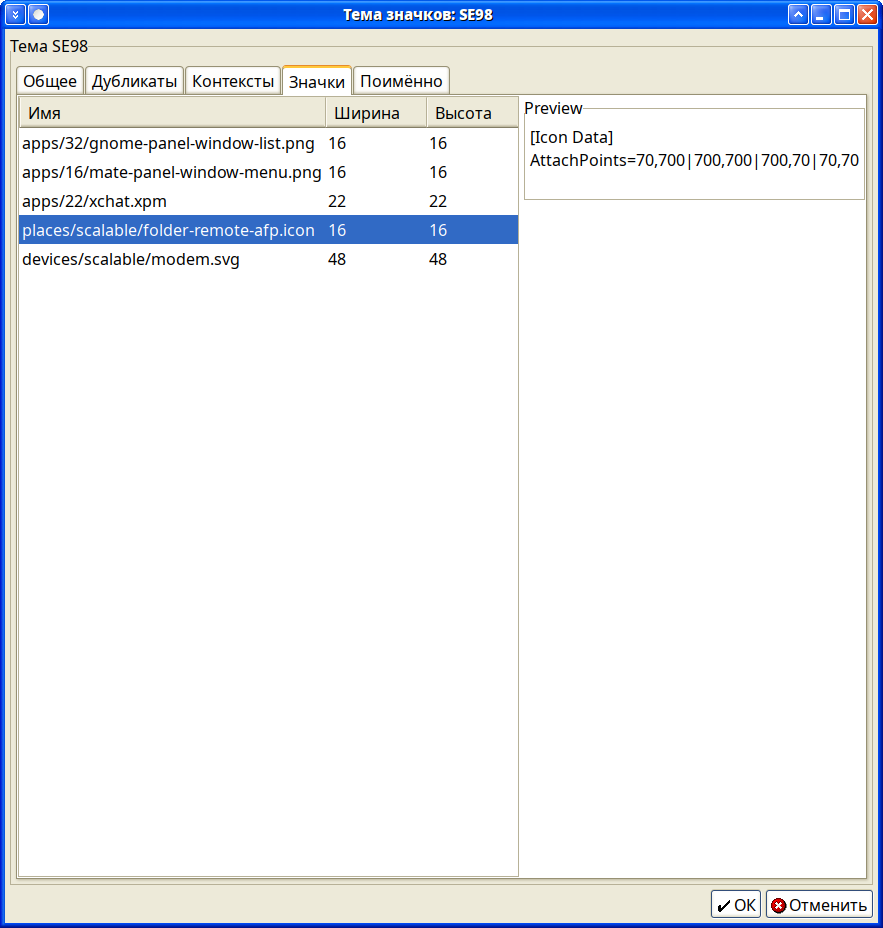 Тема значков: SE98
Тема SE98
Общее Дубликаты Контексты Значки Поимённо
Имя Ширина Высота
apps/32/gnome-panel-window-list.png 16 16
apps/16/mate-panel-window-menu.png 16 16
apps/22/xchat.xpm 22 22
places/scalable/folder-remote-afp.icon 16 16
devices/scalable/modem.svg 48 48
Preview
[Icon Data]
AttachPoints=70,700|700,700|700,70|70,70
OK Отменить